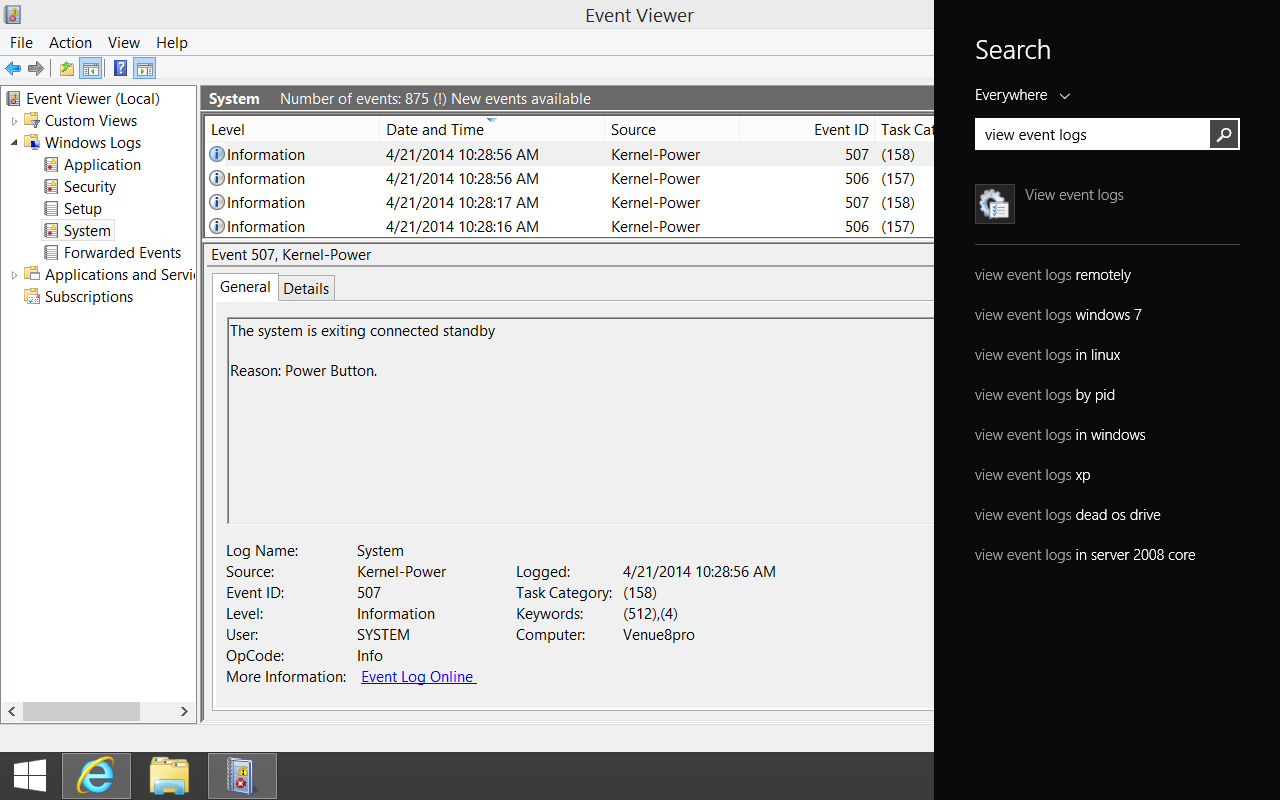 Event Viewer
File Action View Help
Event Viewer (Local)
Custom Views
Windows Logs
Application
Security
Setup
System
Forwarded Events
Applications and Servi
Subscriptions
System Number of events: 875 (!) New events available
Level Date and Time Source Event ID Task Cat
Information 4/21/2014 10:28:56 AM Kernel-Power 507 (158)
Information 4/21/2014 10:28:56 AM Kernel-Power 506 (157)
Information 4/21/2014 10:28:17 AM Kernel-Power 507 (158)
Information 4/21/2014 10:28:16 AM Kernel-Power 506 (157)
Event 507, Kernel-Power
General Details
The system is exiting connected standby
Reason: Power Button.
Log Name: System
Source: Kernel-Power Logged: 4/21/2014 10:28:56 AM
Event ID: 507 Task Category: (158)
Level: Information Keywords: (512),(4)
User: SYSTEM Computer: Venue8pro
OpCode: Info
More Information: Event Log Online
Search
Everywhere
view event logs
View event logs
view event logs remotely
view event logs windows 7
view event logs in linux
view event logs by pid
view event logs in windows
view event logs xp
view event logs dead os drive
view event logs in server 2008 core